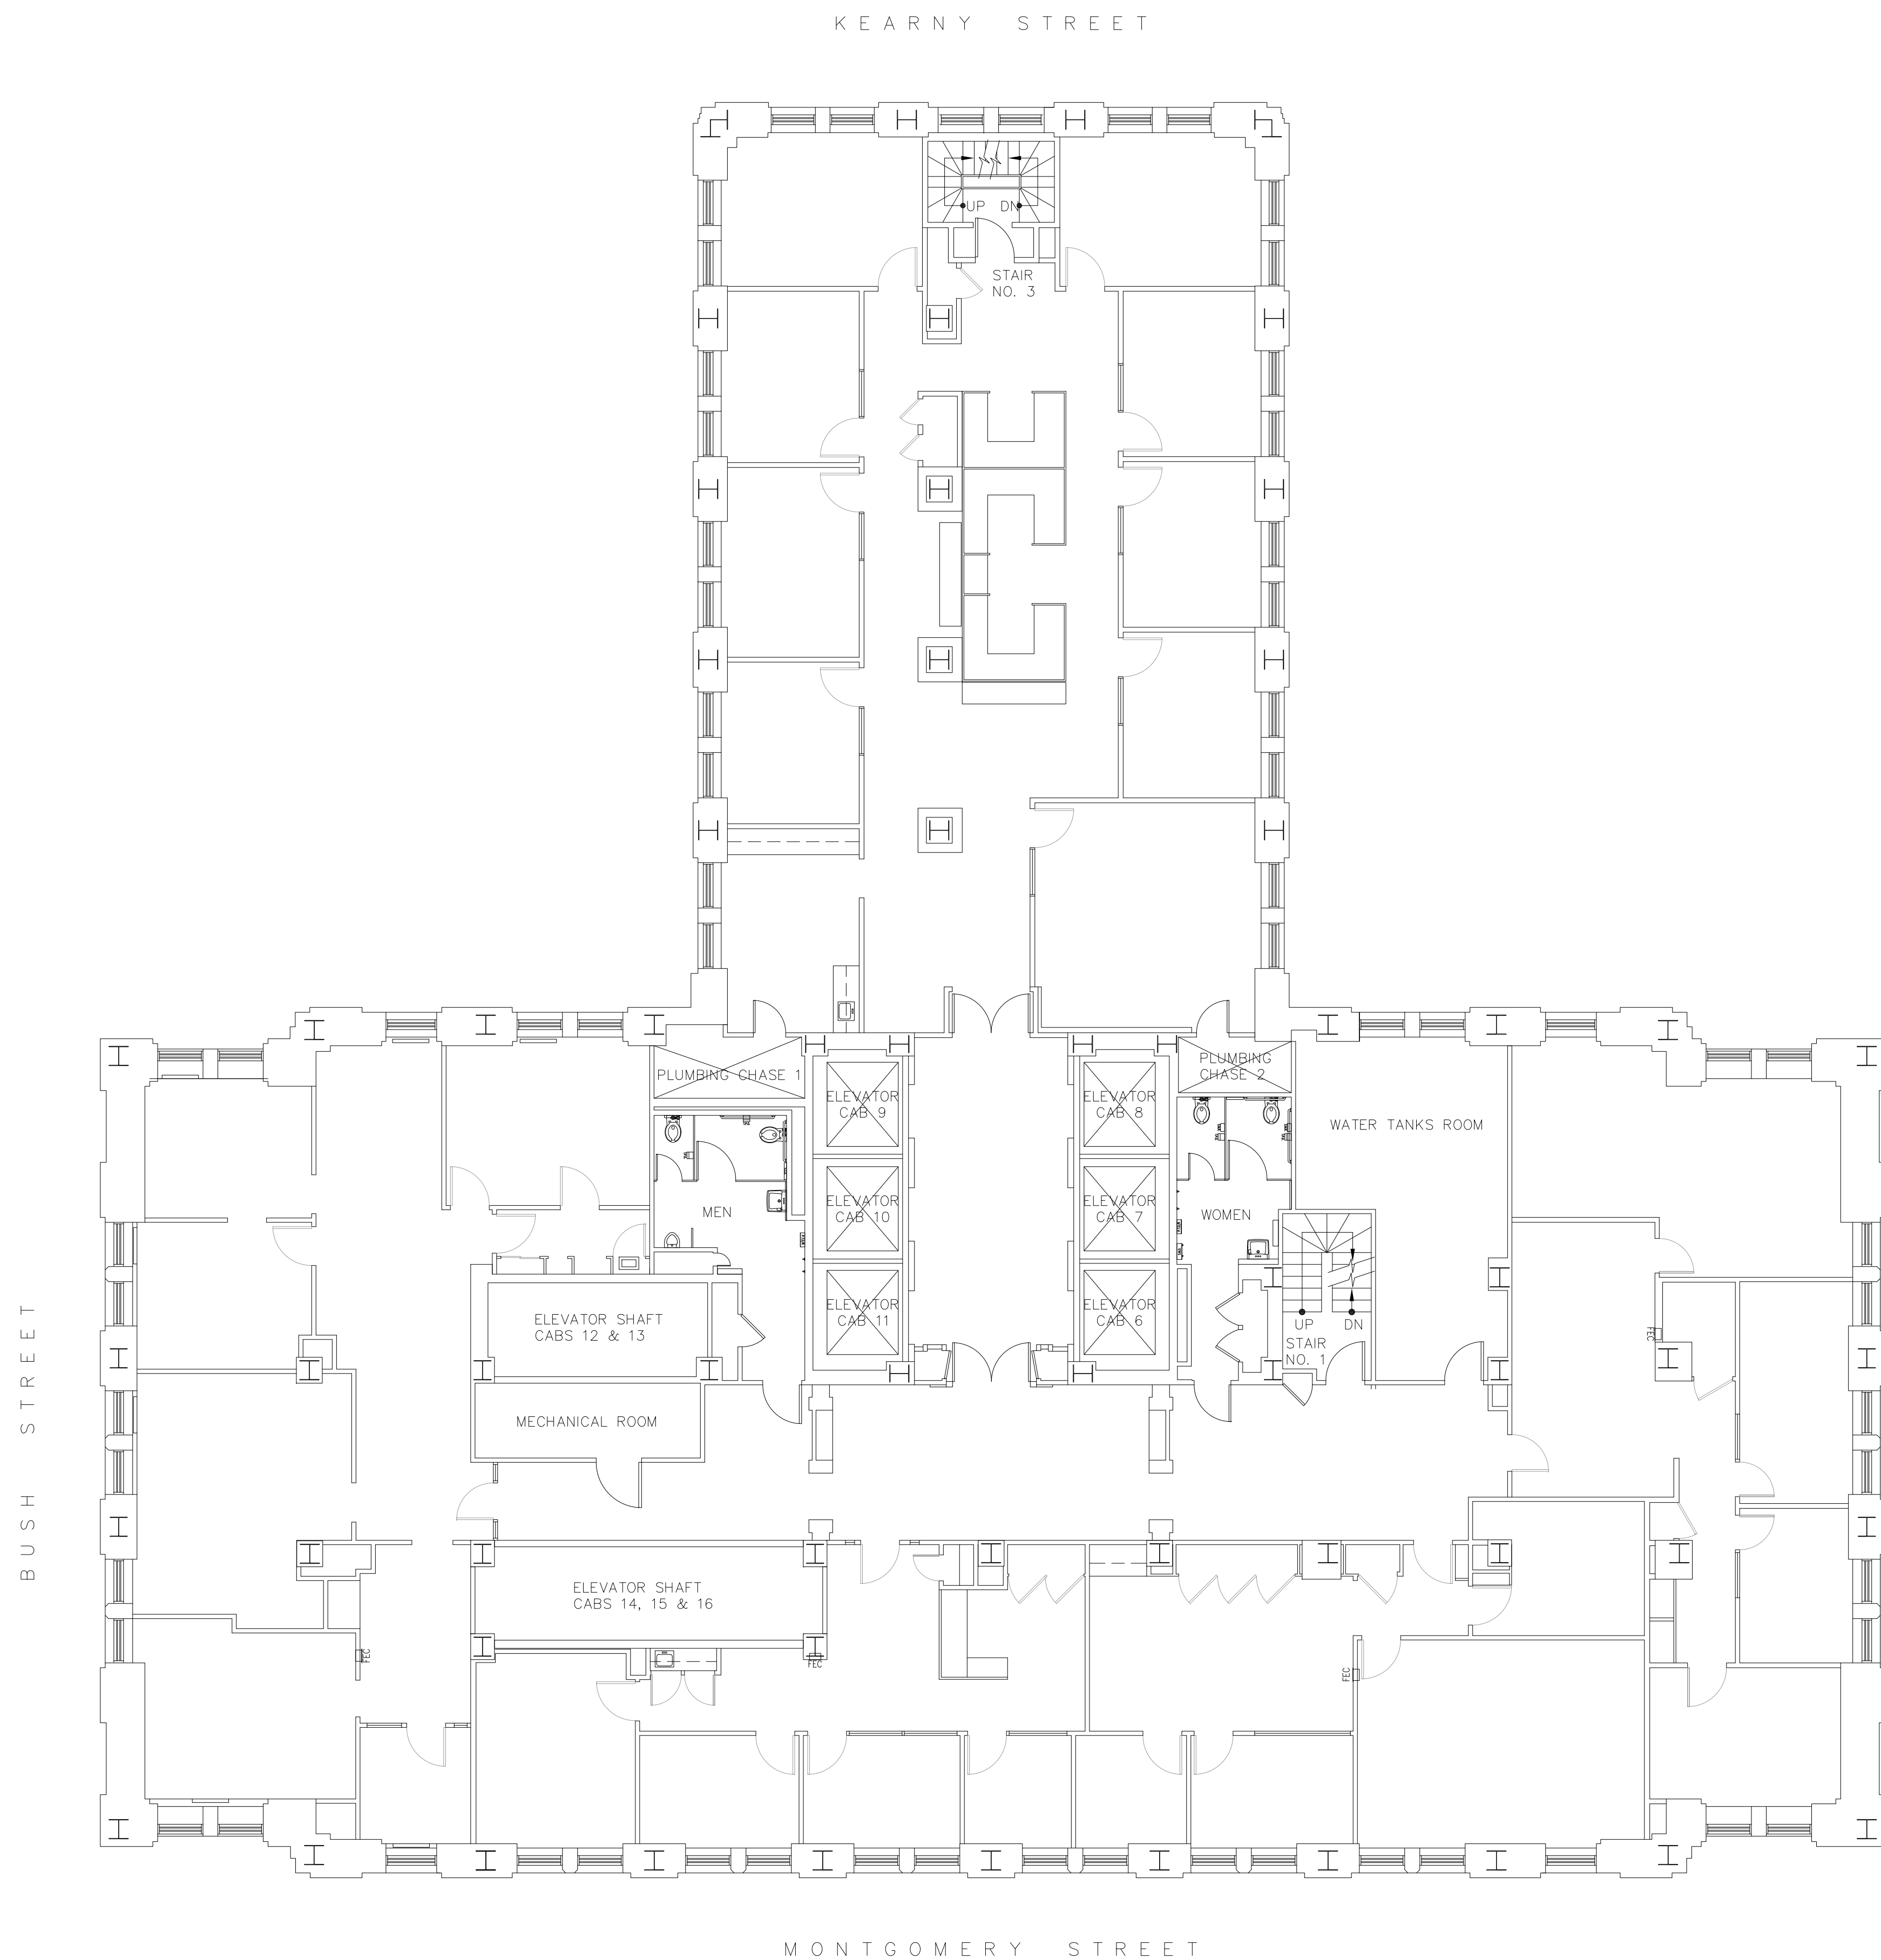 KEARNY STREET
UP DN
STAIR
NO. 3
PLUMBING CHASE 1
PLUMBING
CHASE 2
ELEVATOR
CAB 9
ELEVATOR
CAB 8
WATER TANKS ROOM
ELEVATOR
CAB 10
ELEVATOR
CAB 7
MEN
WOMEN
ELEVATOR SHAFT
CABS 12 & 13
ELEVATOR
CAB 11
ELEVATOR
CAB 6
UP DN
STAIR
NO. 1
FEC
BUSH STREET
MECHANICAL ROOM
ELEVATOR SHAFT
CABS 14, 15 & 16
FEC
FEC
FEC
MONTGOMERY STREET